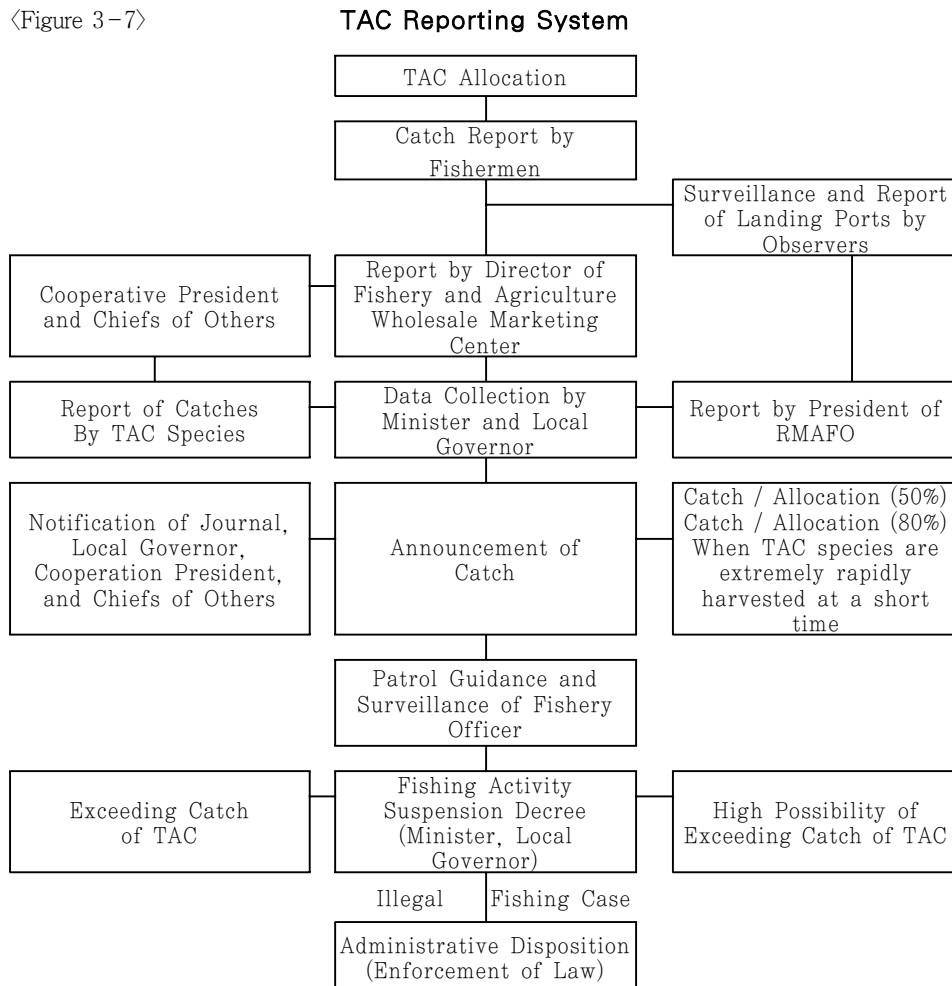 〈Figure 3-7〉
TAC Reporting System
TAC Allocation
Catch Report by
Fishermen
Surveillance and Report
of Landing Ports by
Observers
Cooperative President
and Chiefs of Others
Report by Director of
Fishery and Agriculture
Wholesale Marketing
Center
Report of Catches
By TAC Species
Data Collection by
Minister and Local
Governor
Report by President of
RMAFO
Notification of Journal,
Local Governor,
Cooperation President,
and Chiefs of Others
Announcement of
Catch
Catch / Allocation (50%)
Catch / Allocation (80%)
When TAC species are
extremely rapidly
harvested at a short
time
Patrol Guidance and
Surveillance of Fishery
Officer
Exceeding Catch
of TAC
Fishing Activity
Suspension Decree
(Minister, Local
Governor)
High Possibility of
Exceeding Catch of TAC
Illegal Fishing Case
Administrative Disposition
(Enforcement of Law)